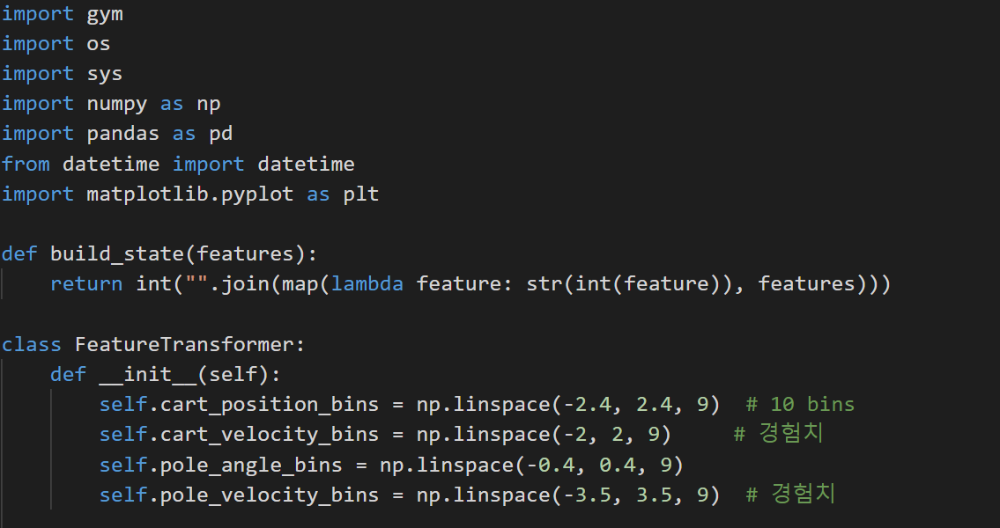 import gym
import os
import sys
import numpy as np
import pandas as pd
from datetime import datetime
import matplotlib.pyplot as plt

def build_state(features):
    return int("".join(map(lambda feature: str(int(feature)), features)))

class FeatureTransformer:
    def __init__(self):
        self.cart_position_bins = np.linspace(-2.4, 2.4, 9)  # 10 bins
        self.cart_velocity_bins = np.linspace(-2, 2, 9)     # 경험치
        self.pole_angle_bins = np.linspace(-0.4, 0.4, 9)
        self.pole_velocity_bins = np.linspace(-3.5, 3.5, 9)  # 경험치